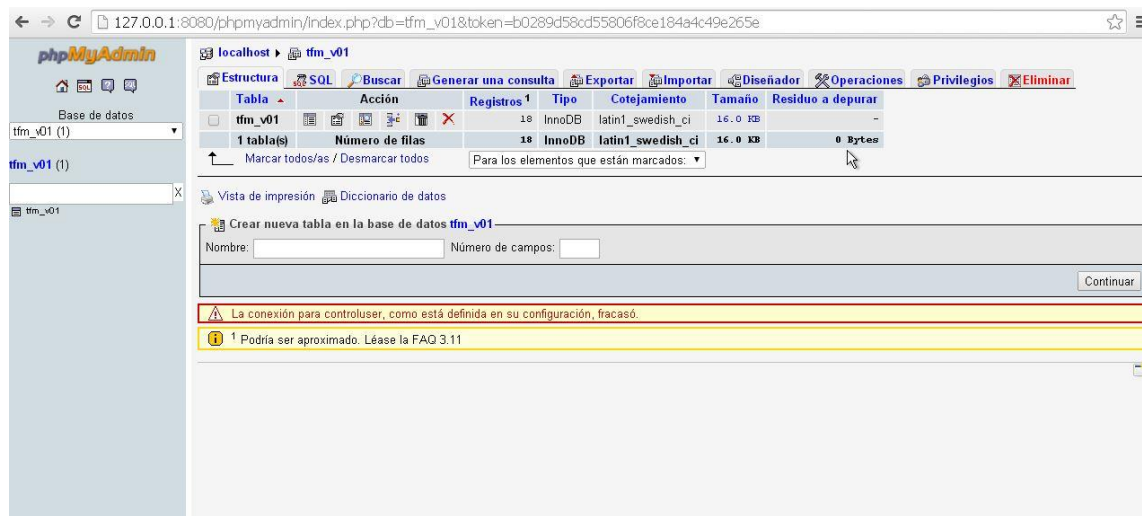 127.0.0.1:8080/phpmyadmin/index.php?db=tfm_v01&token=b0289d58cd55806f8ce184a4c49e265e
phpMyAdmin
Base de datos
tfm_v01 (1)
tfm_v01 (1)
X
tfm_v01
localhost tfm_v01
Estructura SQL Buscar Generar una consulta Exportar Importar Diseñador Operaciones Privilegios Eliminar
Tabla Acción Registros 1 Tipo Cotejamiento Tamaño Residuo a depurar
tfm_v01 18 InnoDB latin1_swedish_ci 16.0 KB -
1 tabla(s) Número de filas 18 InnoDB latin1_swedish_ci 16.0 KB 0 Bytes
Marcar todos/as / Desmarcar todos Para los elementos que están marcados:
Vista de impresión Diccionario de datos
Crear nueva tabla en la base de datos tfm_v01
Nombre: Número de campos:
Continuar
La conexión para controluser, como está definida en su configuración, fracasó.
1 Podría ser aproximado. Léase la FAQ 3.11